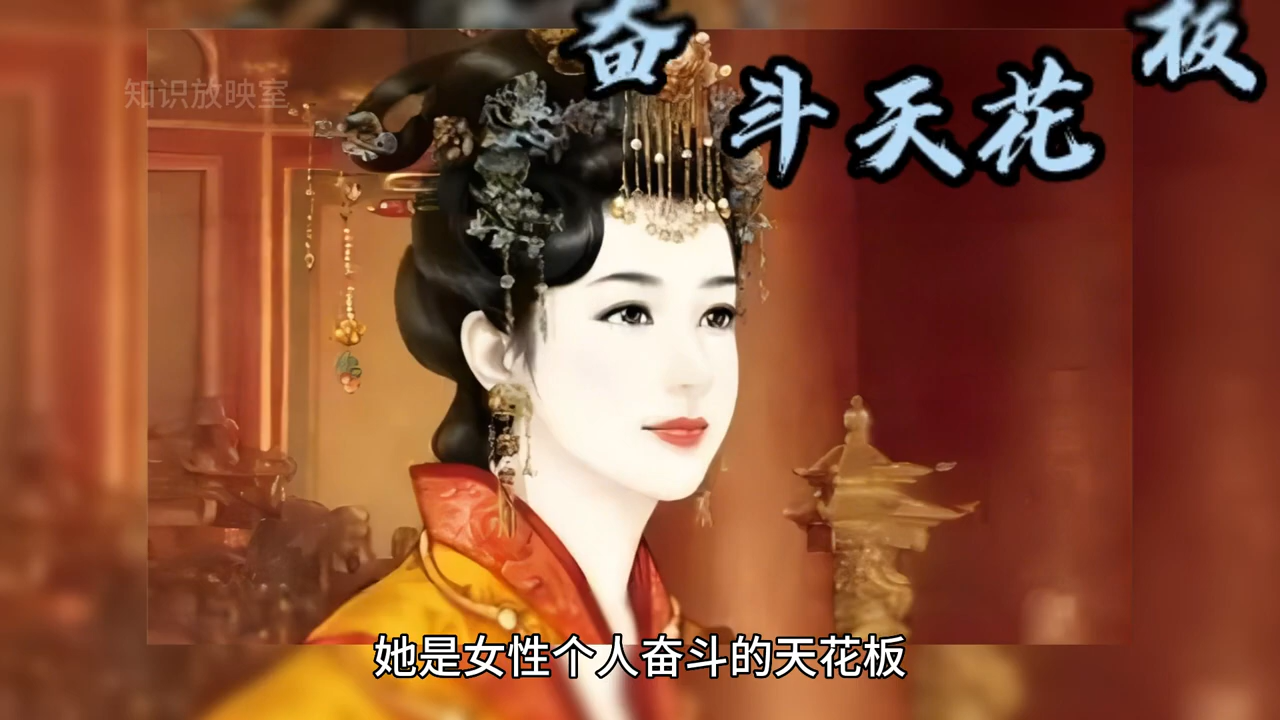 奋斗天花板
知识放映室
她是女性个人奋斗的天花板